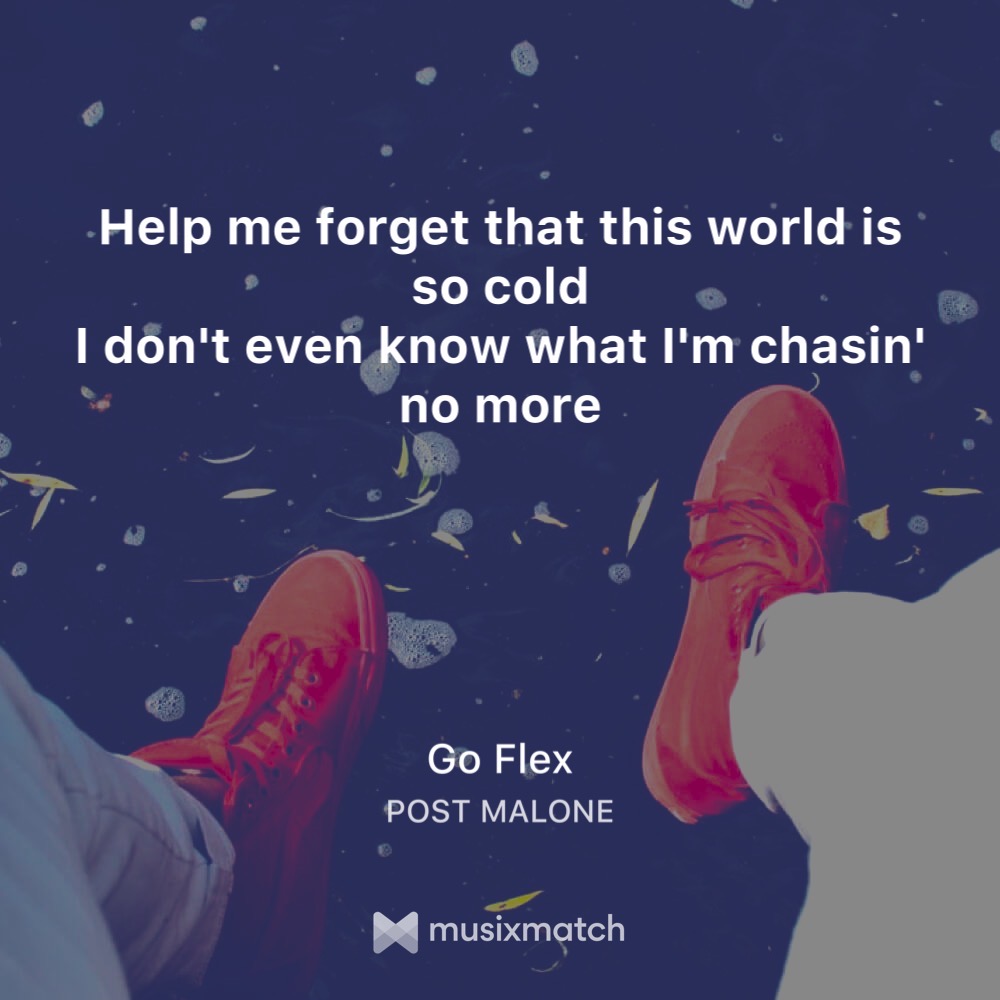 Help me forget that this world is
so cold
I don't even know what I'm chasin'
no more
Go Flex
POST MALONE
musixmatch